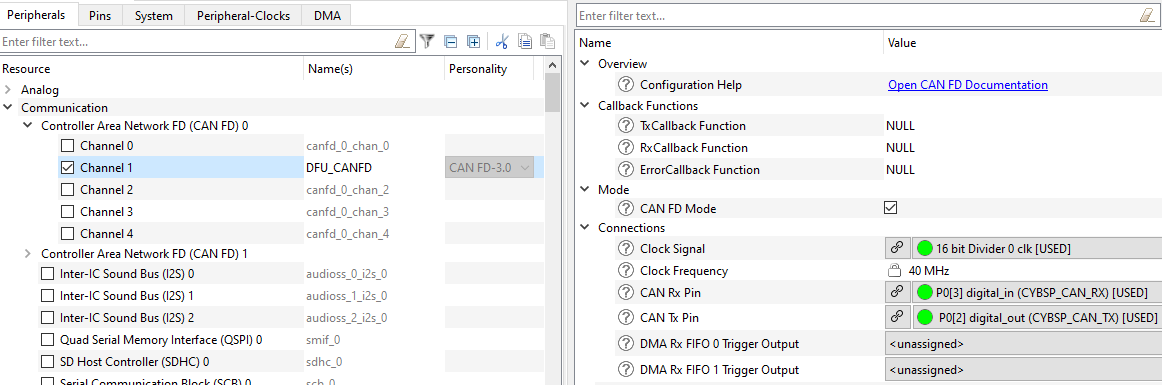 Peripherals Pins System Peripheral-Clocks DMA
Enter filter text...
Resource Name(s) Personality
Analog
Communication
Controller Area Network FD (CAN FD) 0
Channel 0 canfd_0_chan_0
Channel 1 DFU_CANFD CAN FD-3.0
Channel 2 canfd_0_chan_2
Channel 3 canfd_0_chan_3
Channel 4 canfd_0_chan_4
Controller Area Network FD (CAN FD) 1
Inter-IC Sound Bus (I2S) 0 audioss_0_i2s_0
Inter-IC Sound Bus (I2S) 1 audioss_1_i2s_0
Inter-IC Sound Bus (I2S) 2 audioss_2_i2s_0
Quad Serial Memory Interface (QSPI) 0 smif_0
SD Host Controller (SDHC) 0 sdhc_0
Serial Communication Block (SCB) 0 scb_0
Enter filter text...
Name Value
Overview
Configuration Help Open CAN FD Documentation
Callback Functions
TxCallback Function NULL
RxCallback Function NULL
ErrorCallback Function NULL
Mode
CAN FD Mode
Connections
Clock Signal 16 bit Divider 0 clk [USED]
Clock Frequency 40 MHz
CAN Rx Pin P0[3] digital_in (CYBSP_CAN_RX) [USED]
CAN Tx Pin P0[2] digital_out (CYBSP_CAN_TX) [USED]
DMA Rx FIFO 0 Trigger Output <unassigned>
DMA Rx FIFO 1 Trigger Output <unassigned>